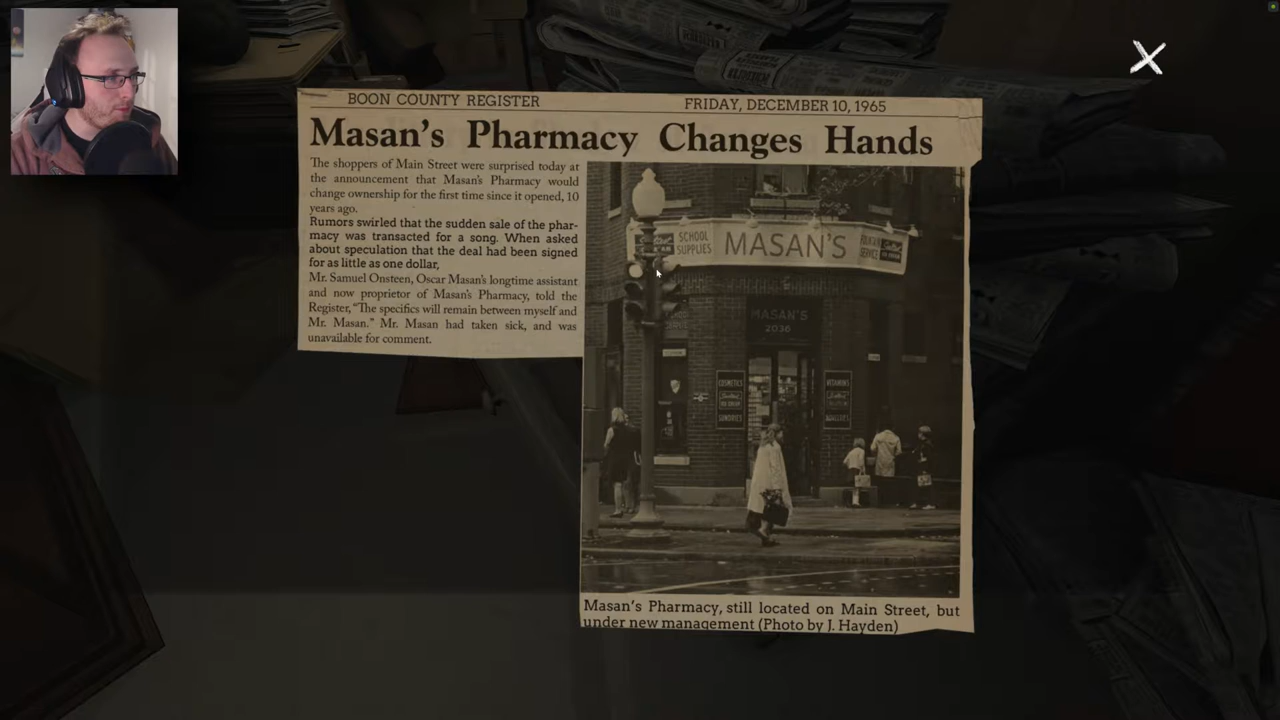 BOON COUNTY REGISTER
FRIDAY, DECEMBER 10, 1965
Masan's Pharmacy Changes Hands
The shoppers of Main Street were surprised today at
the announcement that Masan's Pharmacy would
change ownership for the first time since it opened, 10
years ago.
Rumors swirled that the sudden sale of the phar-
macy was transacted for a song. When asked
about speculation that the deal had been signed
for as little as one dollar,
Mr. Samuel Onsteen, Oscar Masan's longtime assistant
and now proprietor of Masan's Pharmacy, told the
Register, "The specifics will remain between myself and
Mr. Masan." Mr. Masan had taken sick, and was
unavailable for comment.
SCHOOL
SUPPLIES
MASAN'S
FOUNTAIN
SERVICE
MASAN'S
2036
COSMETICS
SUNDRIES
VITAMINS
Masan's Pharmacy, still located on Main Street, but
under new management (Photo by J. Hayden)